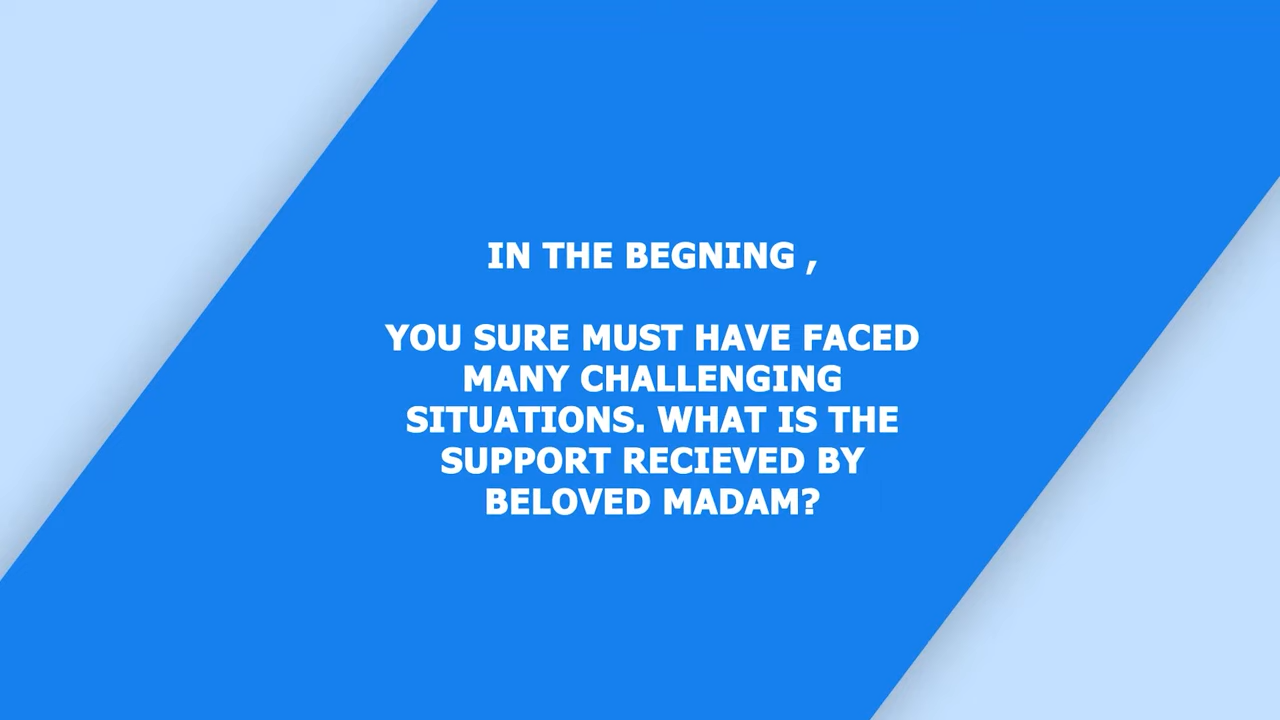 IN THE BEGNING ,
YOU SURE MUST HAVE FACED
MANY CHALLENGING
SITUATIONS. WHAT IS THE
SUPPORT RECIEVED BY
BELOVED MADAM?